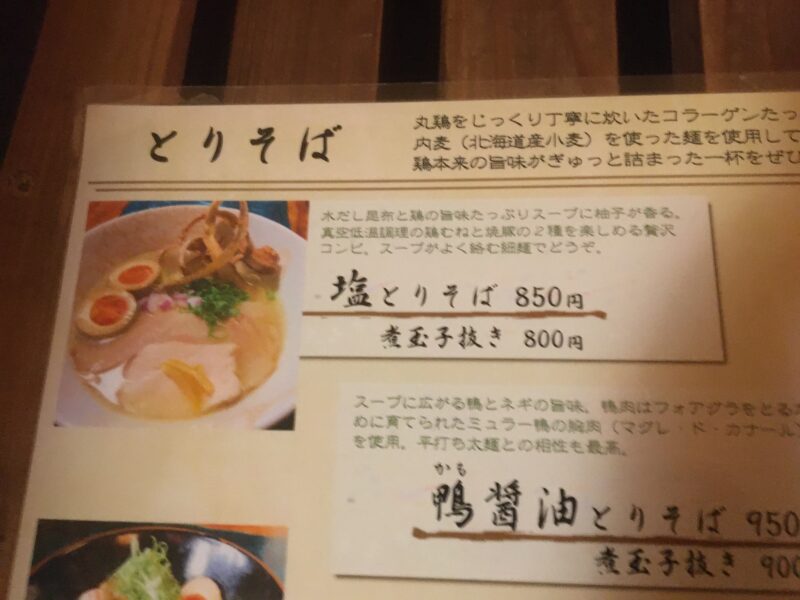 とりそば
丸鶏をじっくり丁寧に炊いたコラーゲンたっ
内麦（北海道産小麦）を使った麺を使用して
鶏本来の旨味がぎゅっと詰まった一杯をぜひ
水だし昆布と鶏の旨味たっぷりスープに柚子が香る。
真空低温調理の鶏むねと焼豚の２種を楽しめる贅沢
コンビ。スープがよく絡む細麺でどうぞ。
塩とりそば 850円
煮玉子抜き 800円
スープに広がる鴨とネギの旨味。鴨肉はフォアグラをとるた
めに育てられたミュラー鴨の胸肉（マグレ・ド・カナール）
を使用。平打ち太麺との相性も最高。
かも
鴨醤油とりそば 950
煮玉子抜き 900